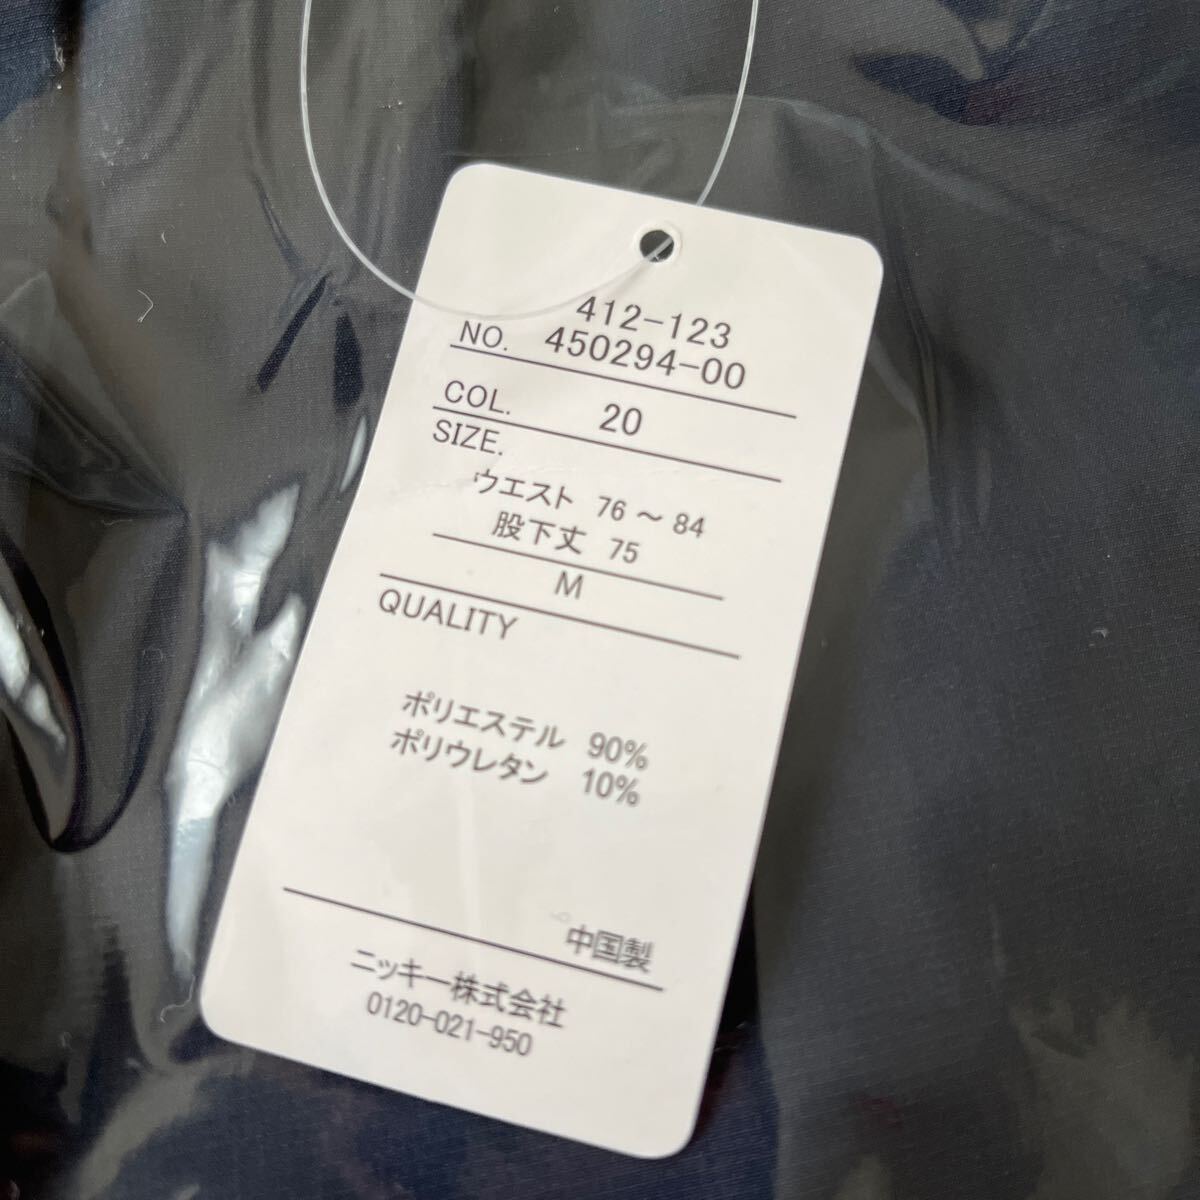 412-123
NO. 450294-00
COL. 20
SIZE.
ウエスト 76 ～ 84
股下丈 75
M
QUALITY
ポリエステル 90%
ポリウレタン 10%
中国製
ニッキー株式会社
0120-021-950